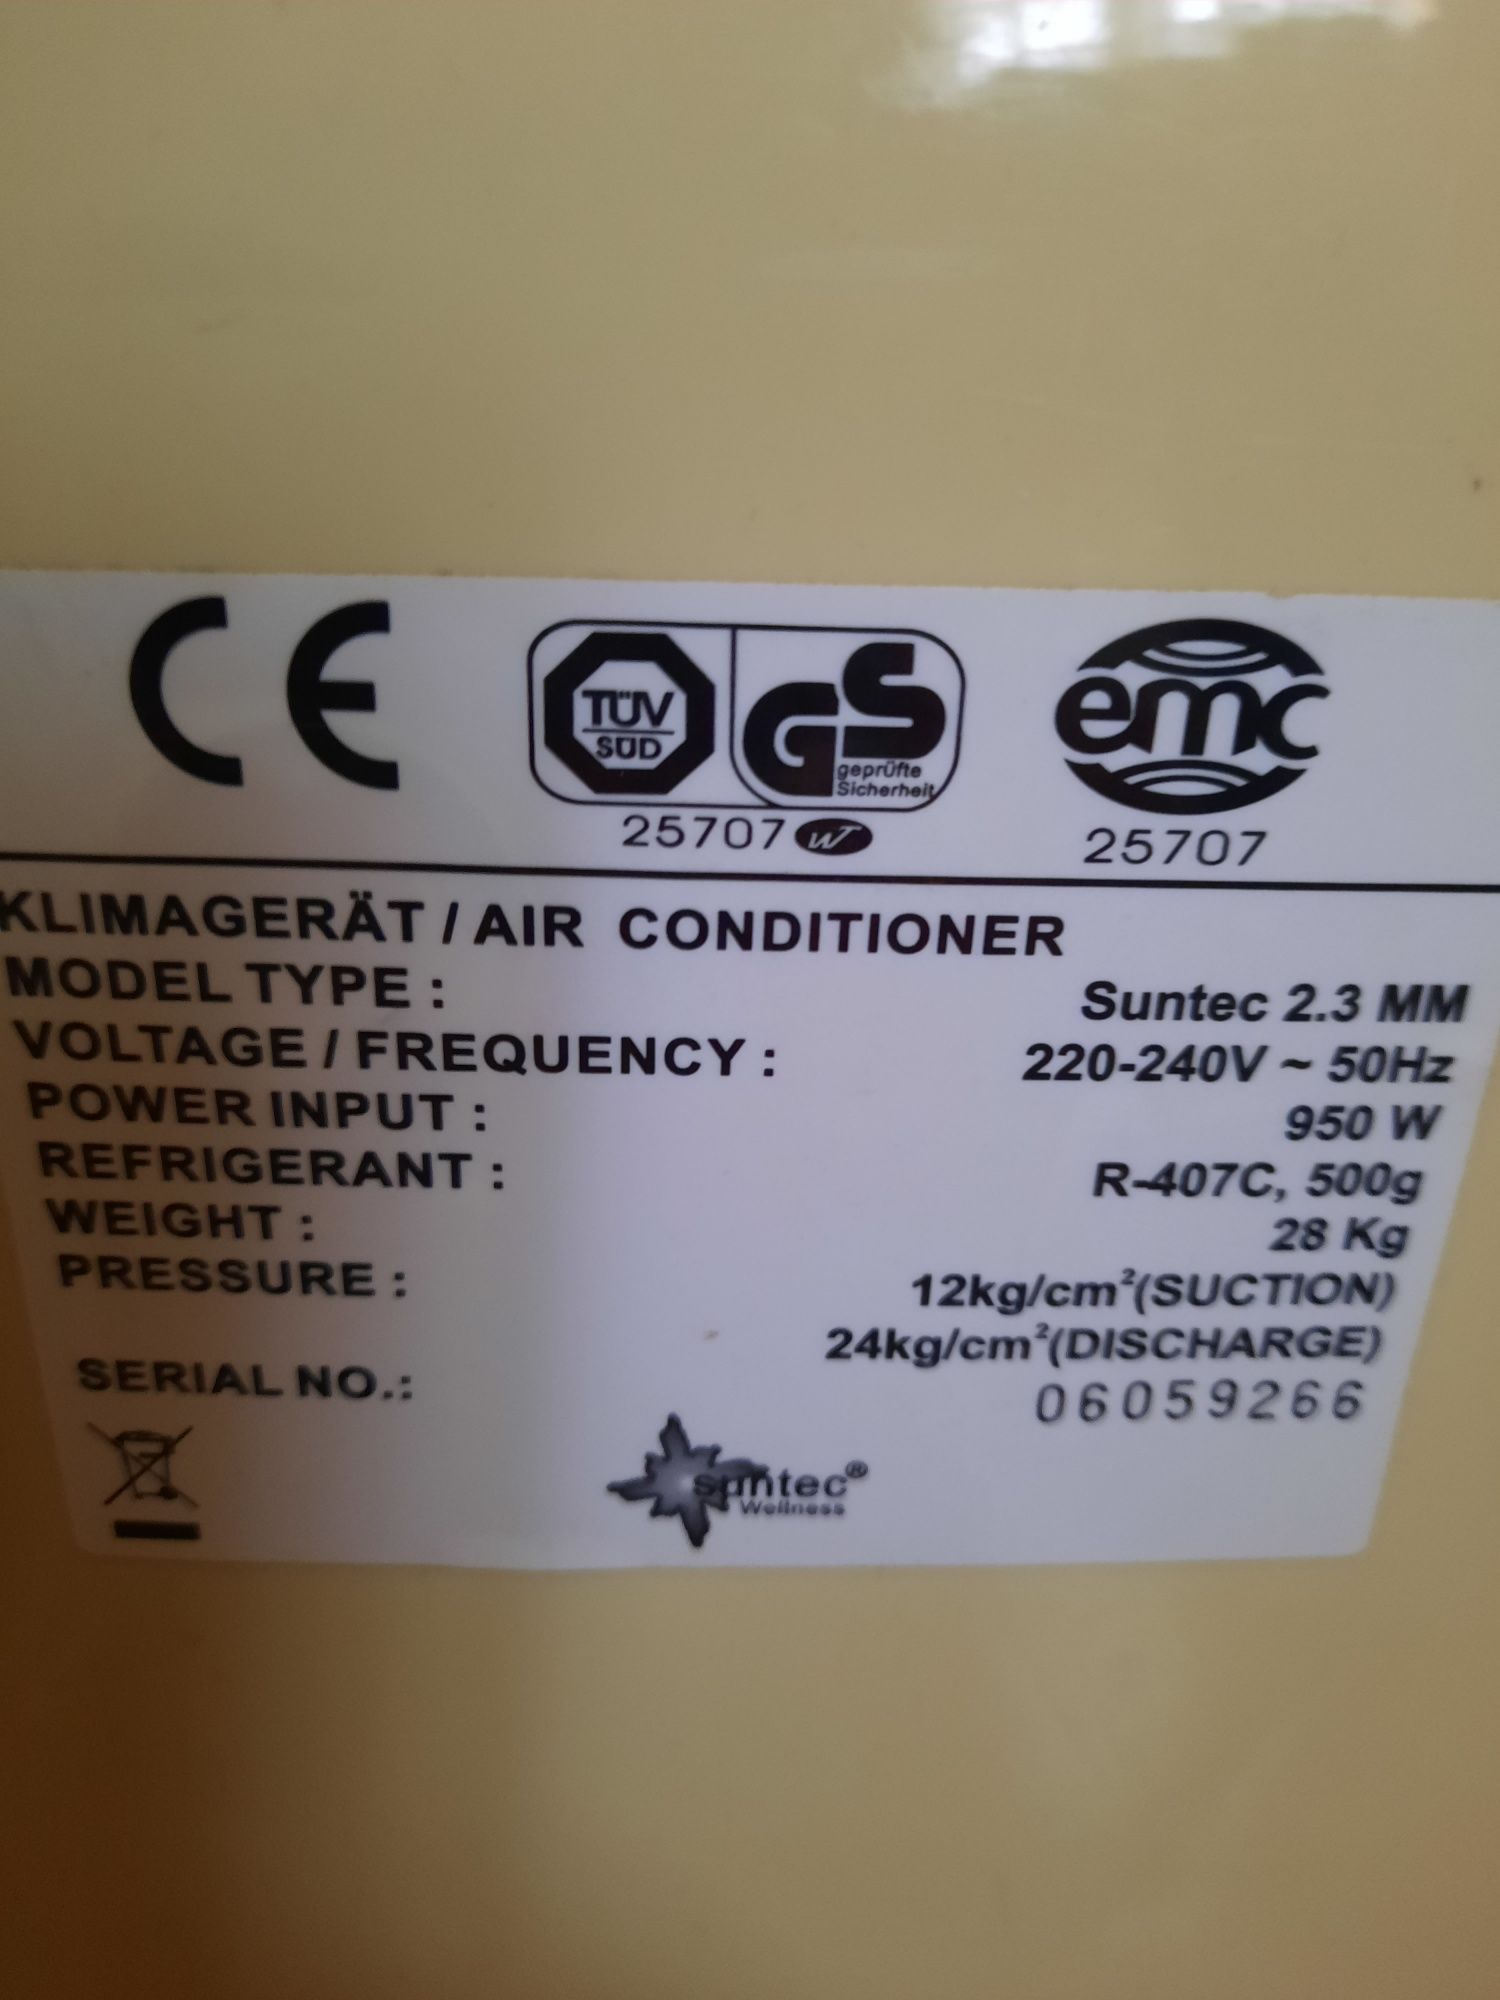 CE
TÜV
SÜD
GS
geprüfte
Sicherheit
emc
25707 WT
25707
KLIMAGERÄT / AIR CONDITIONER
MODEL TYPE : Suntec 2.3 MM
VOLTAGE / FREQUENCY : 220-240V ~ 50Hz
POWER INPUT : 950 W
REFRIGERANT : R-407C, 500g
WEIGHT : 28 Kg
PRESSURE : 12kg/cm²(SUCTION)
24kg/cm²(DISCHARGE)
SERIAL NO.: 06059266
suntec®
Wellness